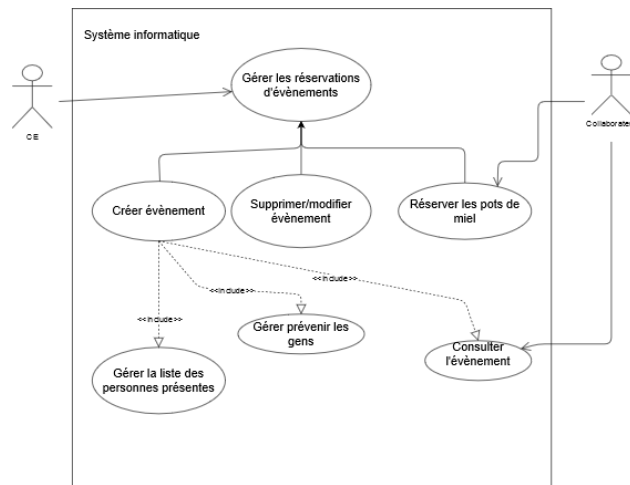 Système informatique
Gérer les réservations
d'évènements
CE
Collaborate
Créer évènement
Supprimer/modifier
évènement
Réserver les pots de
miel
<<include>>
<<include>>
<<include>>
Gérer prévenir les
gens
Consulter
l'évènement
Gérer la liste des
personnes présentes